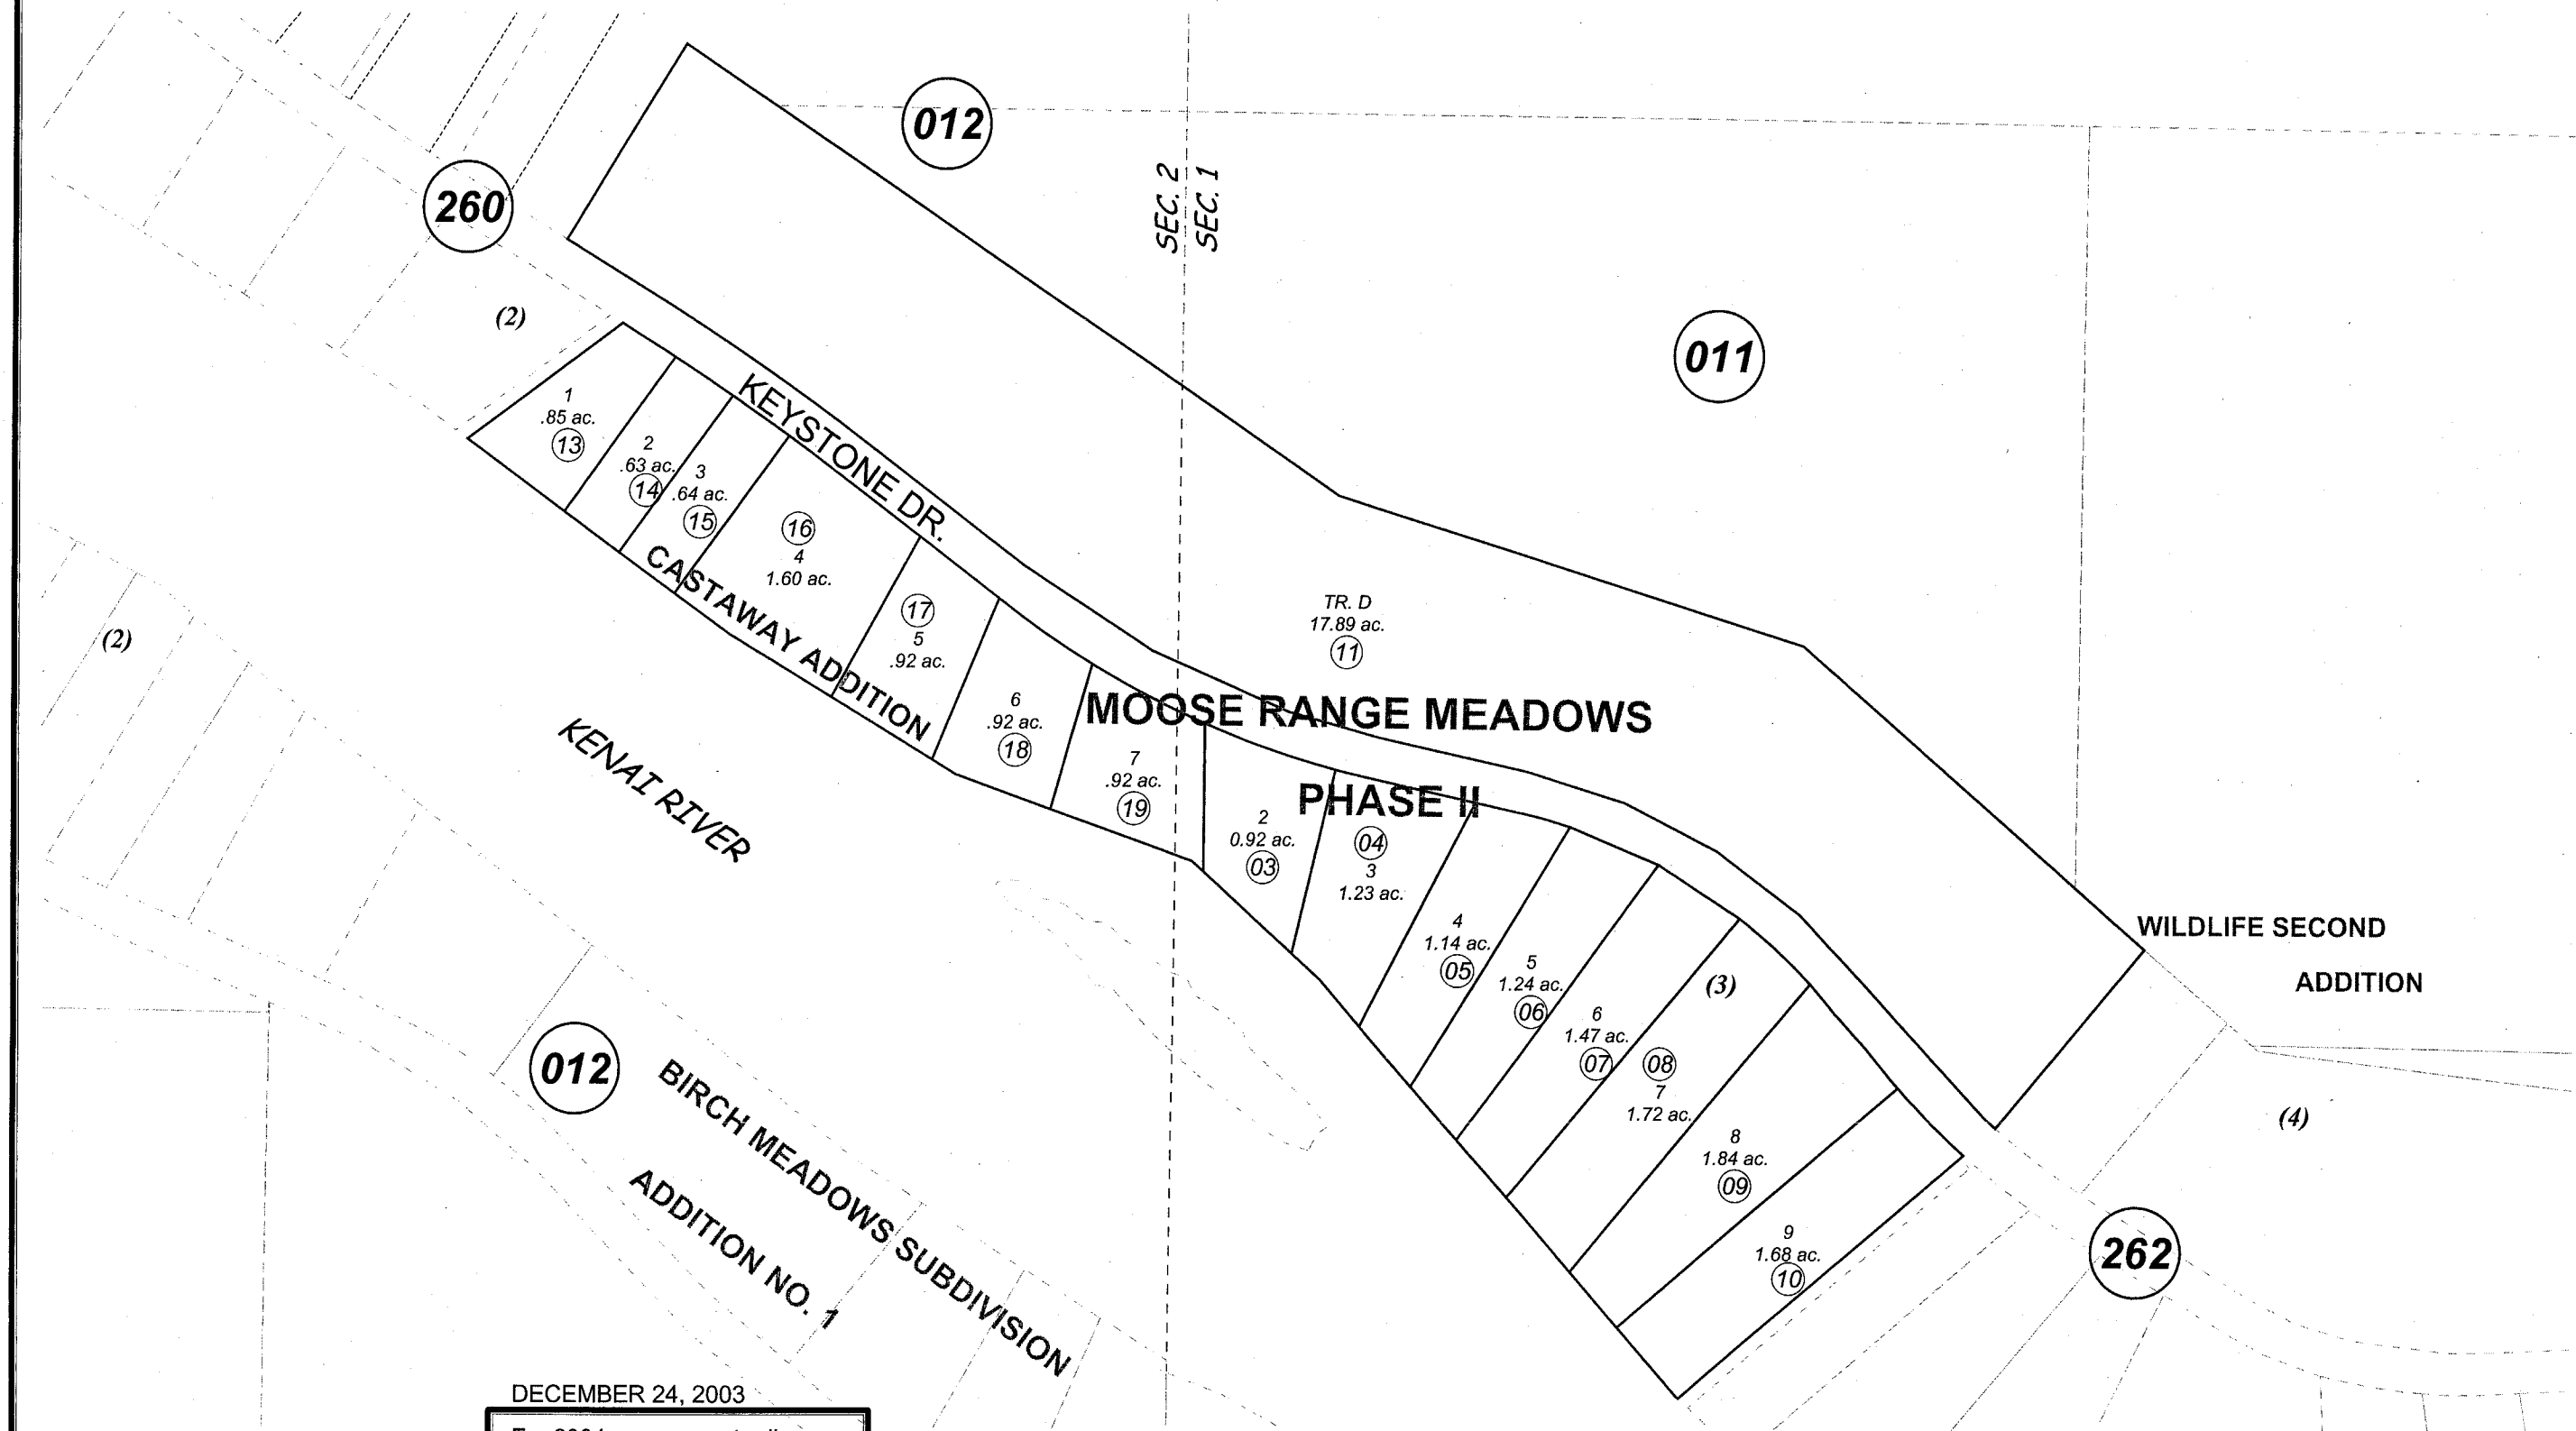 012
260
SEC. 2
SEC. 1
011
(2)
KEYSTONE DR.
1
.85 ac.
13
2
.63 ac.
14
3
.64 ac.
15
16
4
1.60 ac.
17
5
.92 ac.
6
.92 ac.
18
7
.92 ac.
19
CASTAWAY ADDITION
TR. D
17.89 ac.
11
MOOSE RANGE MEADOWS
PHASE II
(2)
KENAI RIVER
2
0.92 ac.
03
04
3
1.23 ac.
4
1.14 ac.
05
5
1.24 ac.
06
6
1.47 ac.
07
(3)
08
7
1.72 ac.
8
1.84 ac.
09
9
1.68 ac.
10
WILDLIFE SECOND
ADDITION
(4)
262
012
BIRCH MEADOWS SUBDIVISION
ADDITION NO. 1
DECEMBER 24, 2003